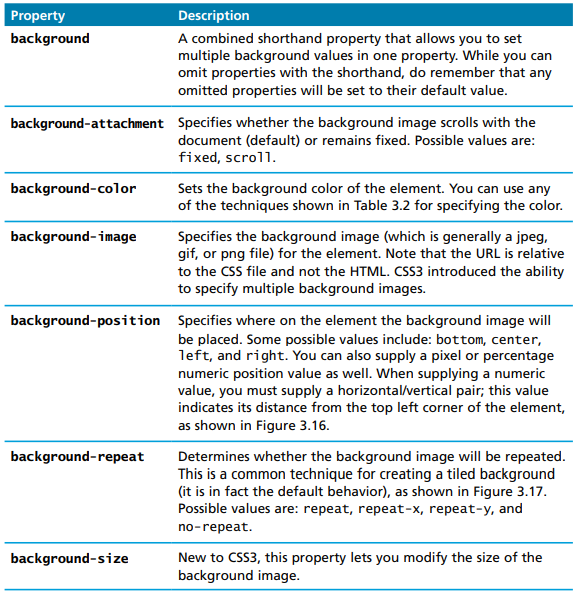 Property Description
background A combined shorthand property that allows you to set
multiple background values in one property. While you can
omit properties with the shorthand, do remember that any
omitted properties will be set to their default value.
background-attachment Specifies whether the background image scrolls with the
document (default) or remains fixed. Possible values are:
fixed, scroll.
background-color Sets the background color of the element. You can use any
of the techniques shown in Table 3.2 for specifying the color.
background-image Specifies the background image (which is generally a jpeg,
gif, or png file) for the element. Note that the URL is relative
to the CSS file and not the HTML. CSS3 introduced the ability
to specify multiple background images.
background-position Specifies where on the element the background image will
be placed. Some possible values include: bottom, center,
left, and right. You can also supply a pixel or percentage
numeric position value as well. When supplying a numeric
value, you must supply a horizontal/vertical pair; this value
indicates its distance from the top left corner of the element,
as shown in Figure 3.16.
background-repeat Determines whether the background image will be repeated.
This is a common technique for creating a tiled background
(it is in fact the default behavior), as shown in Figure 3.17.
Possible values are: repeat, repeat-x, repeat-y, and
no-repeat.
background-size New to CSS3, this property lets you modify the size of the
background image.